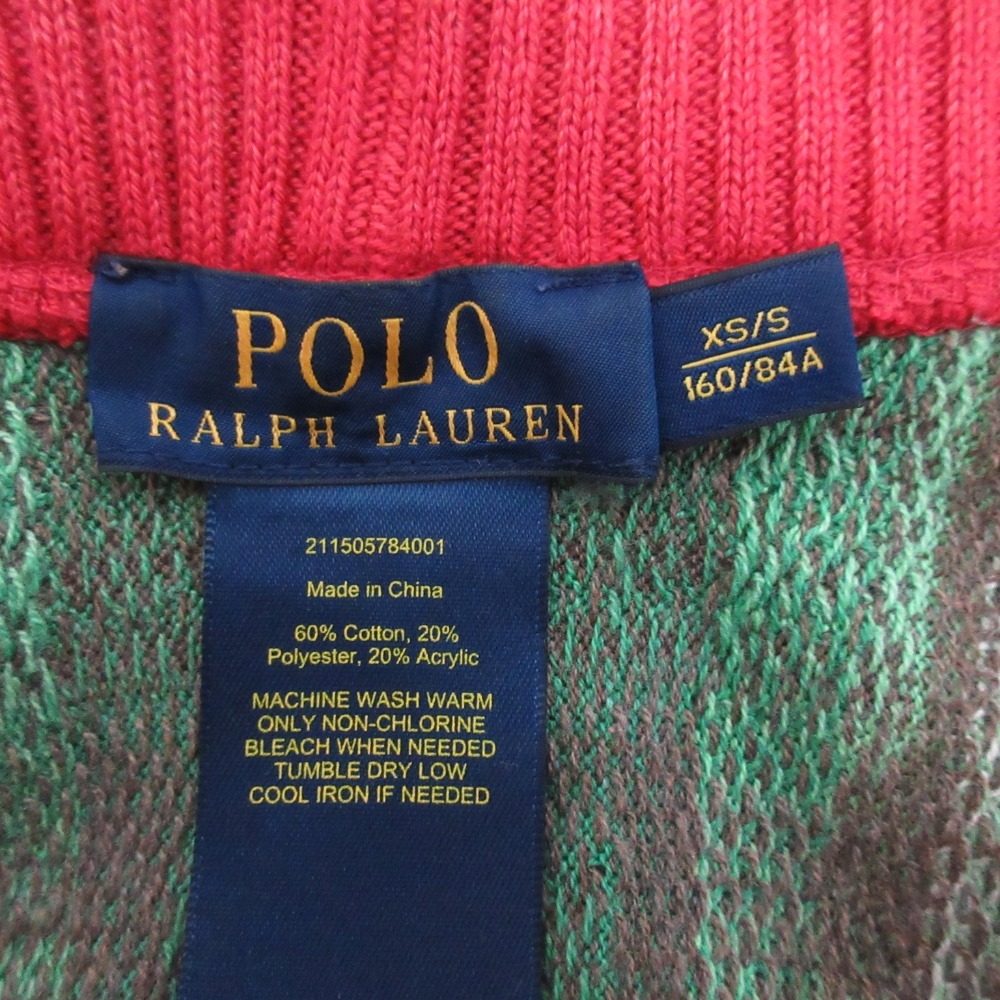 POLO
RALPH LAUREN
XS/S
160/84A
211505784001
Made in China
60% Cotton, 20%
Polyester, 20% Acrylic
MACHINE WASH WARM
ONLY NON-CHLORINE
BLEACH WHEN NEEDED
TUMBLE DRY LOW
COOL IRON IF NEEDED